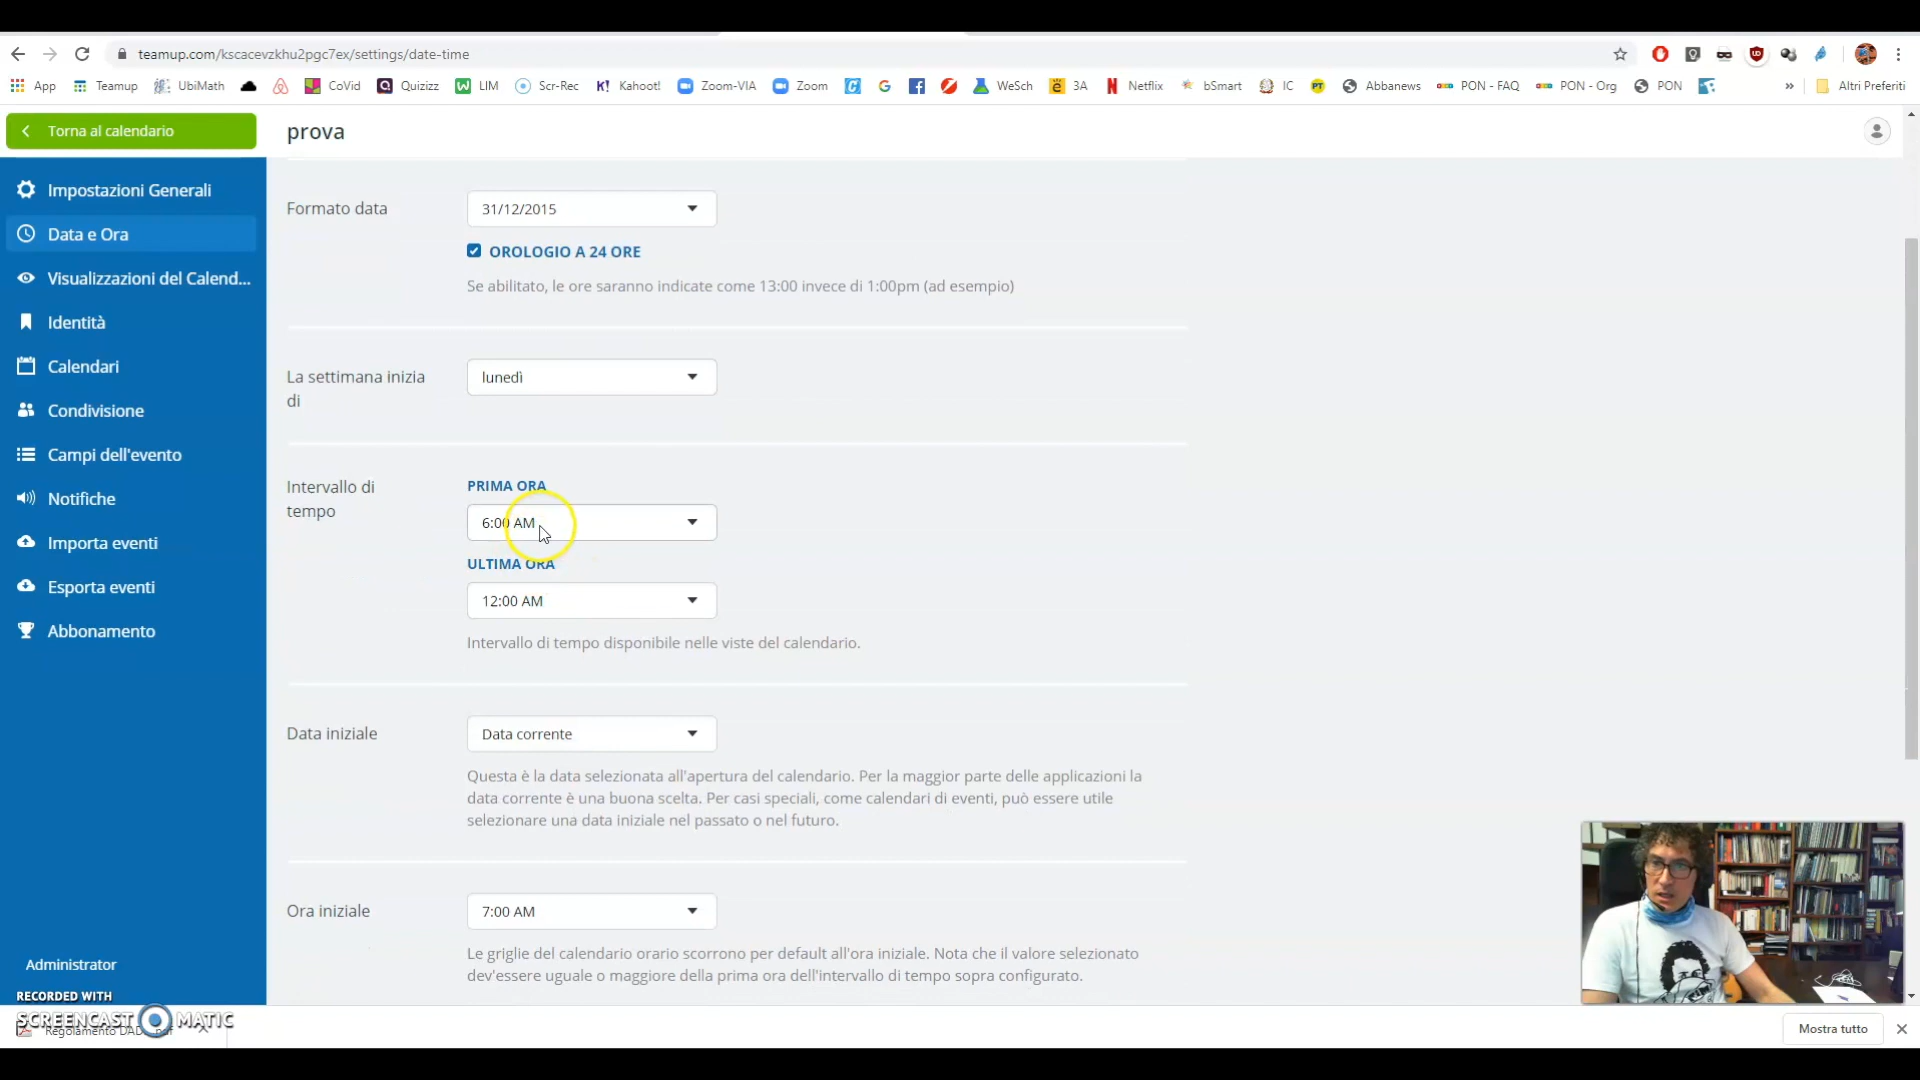 teamup.com/kscacevzkhu2pgc7ex/settings/date-time
App Teamup UbiMath CoVid Quizizz LIM Scr-Rec Kahoot! Zoom-VIA Zoom WeSch 3A Netflix bSmart IC Abbanews PON - FAQ PON - Org PON » Altri Preferiti
Torna al calendario
prova
Impostazioni Generali
Data e Ora
Visualizzazioni del Calend...
Identità
Calendari
Condivisione
Campi dell'evento
Notifiche
Importa eventi
Esporta eventi
Abbonamento
Administrator
Formato data
31/12/2015
OROLOGIO A 24 ORE
Se abilitato, le ore saranno indicate come 13:00 invece di 1:00pm (ad esempio)
La settimana inizia
di
lunedì
Intervallo di
tempo
PRIMA ORA
6:00 AM
ULTIMA ORA
12:00 AM
Intervallo di tempo disponibile nelle viste del calendario.
Data iniziale
Data corrente
Questa è la data selezionata all'apertura del calendario. Per la maggior parte delle applicazioni la
data corrente è una buona scelta. Per casi speciali, come calendari di eventi, può essere utile
selezionare una data iniziale nel passato o nel futuro.
Ora iniziale
7:00 AM
Le griglie del calendario orario scorrono per default all'ora iniziale. Nota che il valore selezionato
dev'essere uguale o maggiore della prima ora dell'intervallo di tempo sopra configurato.
RECORDED WITH
SCREENCAST MATIC
Regolamento
Mostra tutto